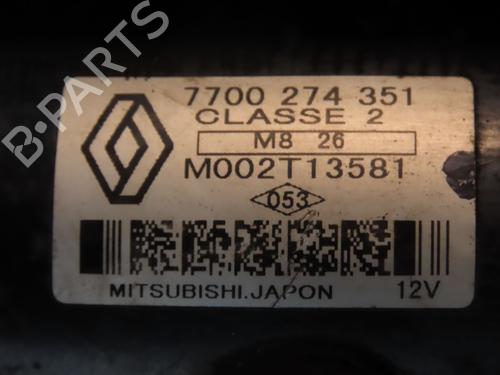 B-PARTS
7700 274 351
CLASSE 2
M8 26
M002T13581
053
MITSUBISHI.JAPON 12V